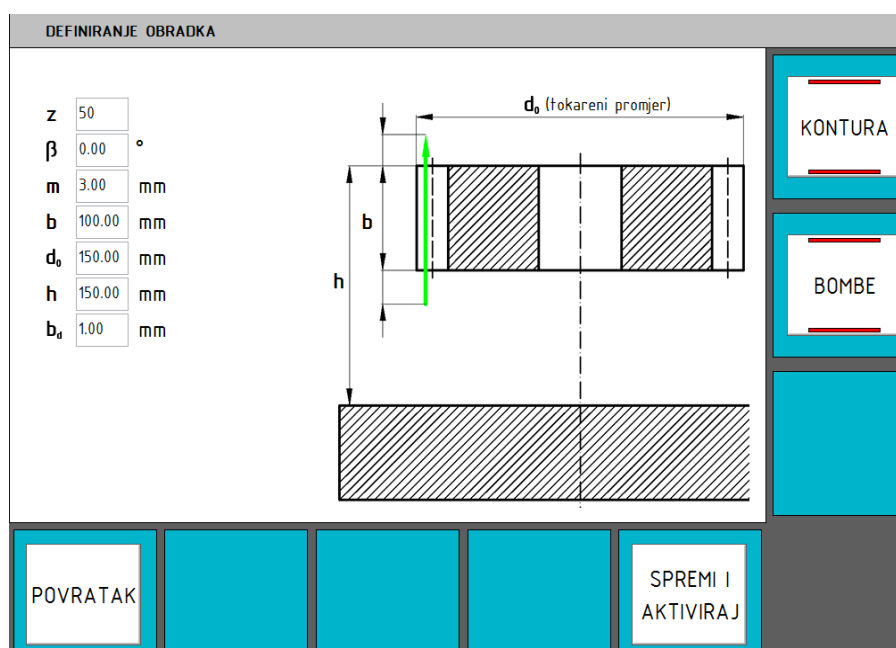 DEFINIRANJE OBRADKA
z 50
β 0.00 °
m 3.00 mm
b 100.00 mm
d₀ 150.00 mm
h 150.00 mm
b_d 1.00 mm
d₀ (tokareni promjer)
b
h
KONTURA
BOMBE
POVRATAK
SPREMI I
AKTIVIRAJ